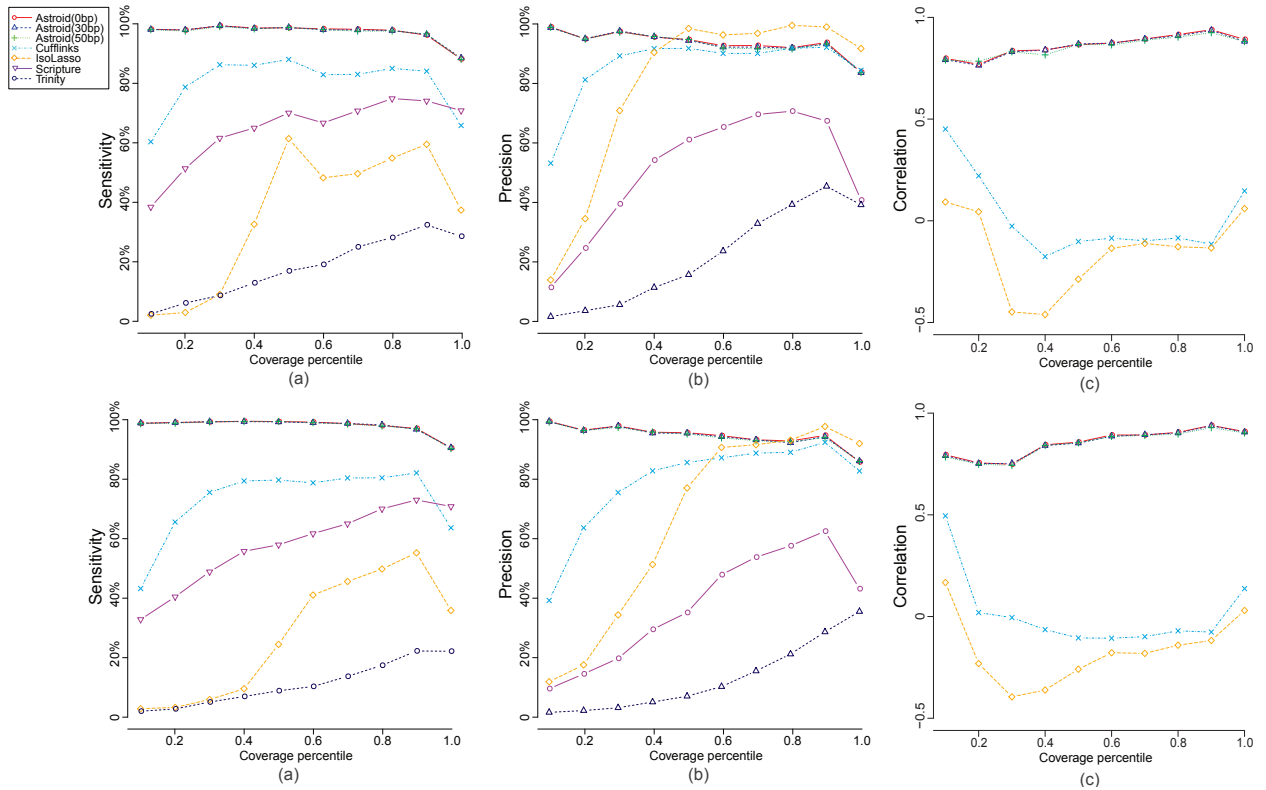 Astroid(0bp)
Astroid(30bp)
Astroid(50bp)
Cufflinks
IsoLasso
Scripture
Trinity
Sensitivity
0
20%
40%
60%
80%
100%
0.2
0.4
0.6
0.8
1.0
Coverage percentile
(a)
Precision
0
20%
40%
60%
80%
100%
0.2
0.4
0.6
0.8
1.0
Coverage percentile
(b)
Correlation
−0.5
0
0.5
1.0
0.2
0.4
0.6
0.8
1.0
Coverage percentile
(c)
Sensitivity
0
20%
40%
60%
80%
100%
0.2
0.4
0.6
0.8
1.0
Coverage percentile
(a)
Precision
0
20%
40%
60%
80%
100%
0.2
0.4
0.6
0.8
1.0
Coverage percentile
(b)
Correlation
−0.5
0
0.5
1.0
0.2
0.4
0.6
0.8
1.0
Coverage percentile
(c)